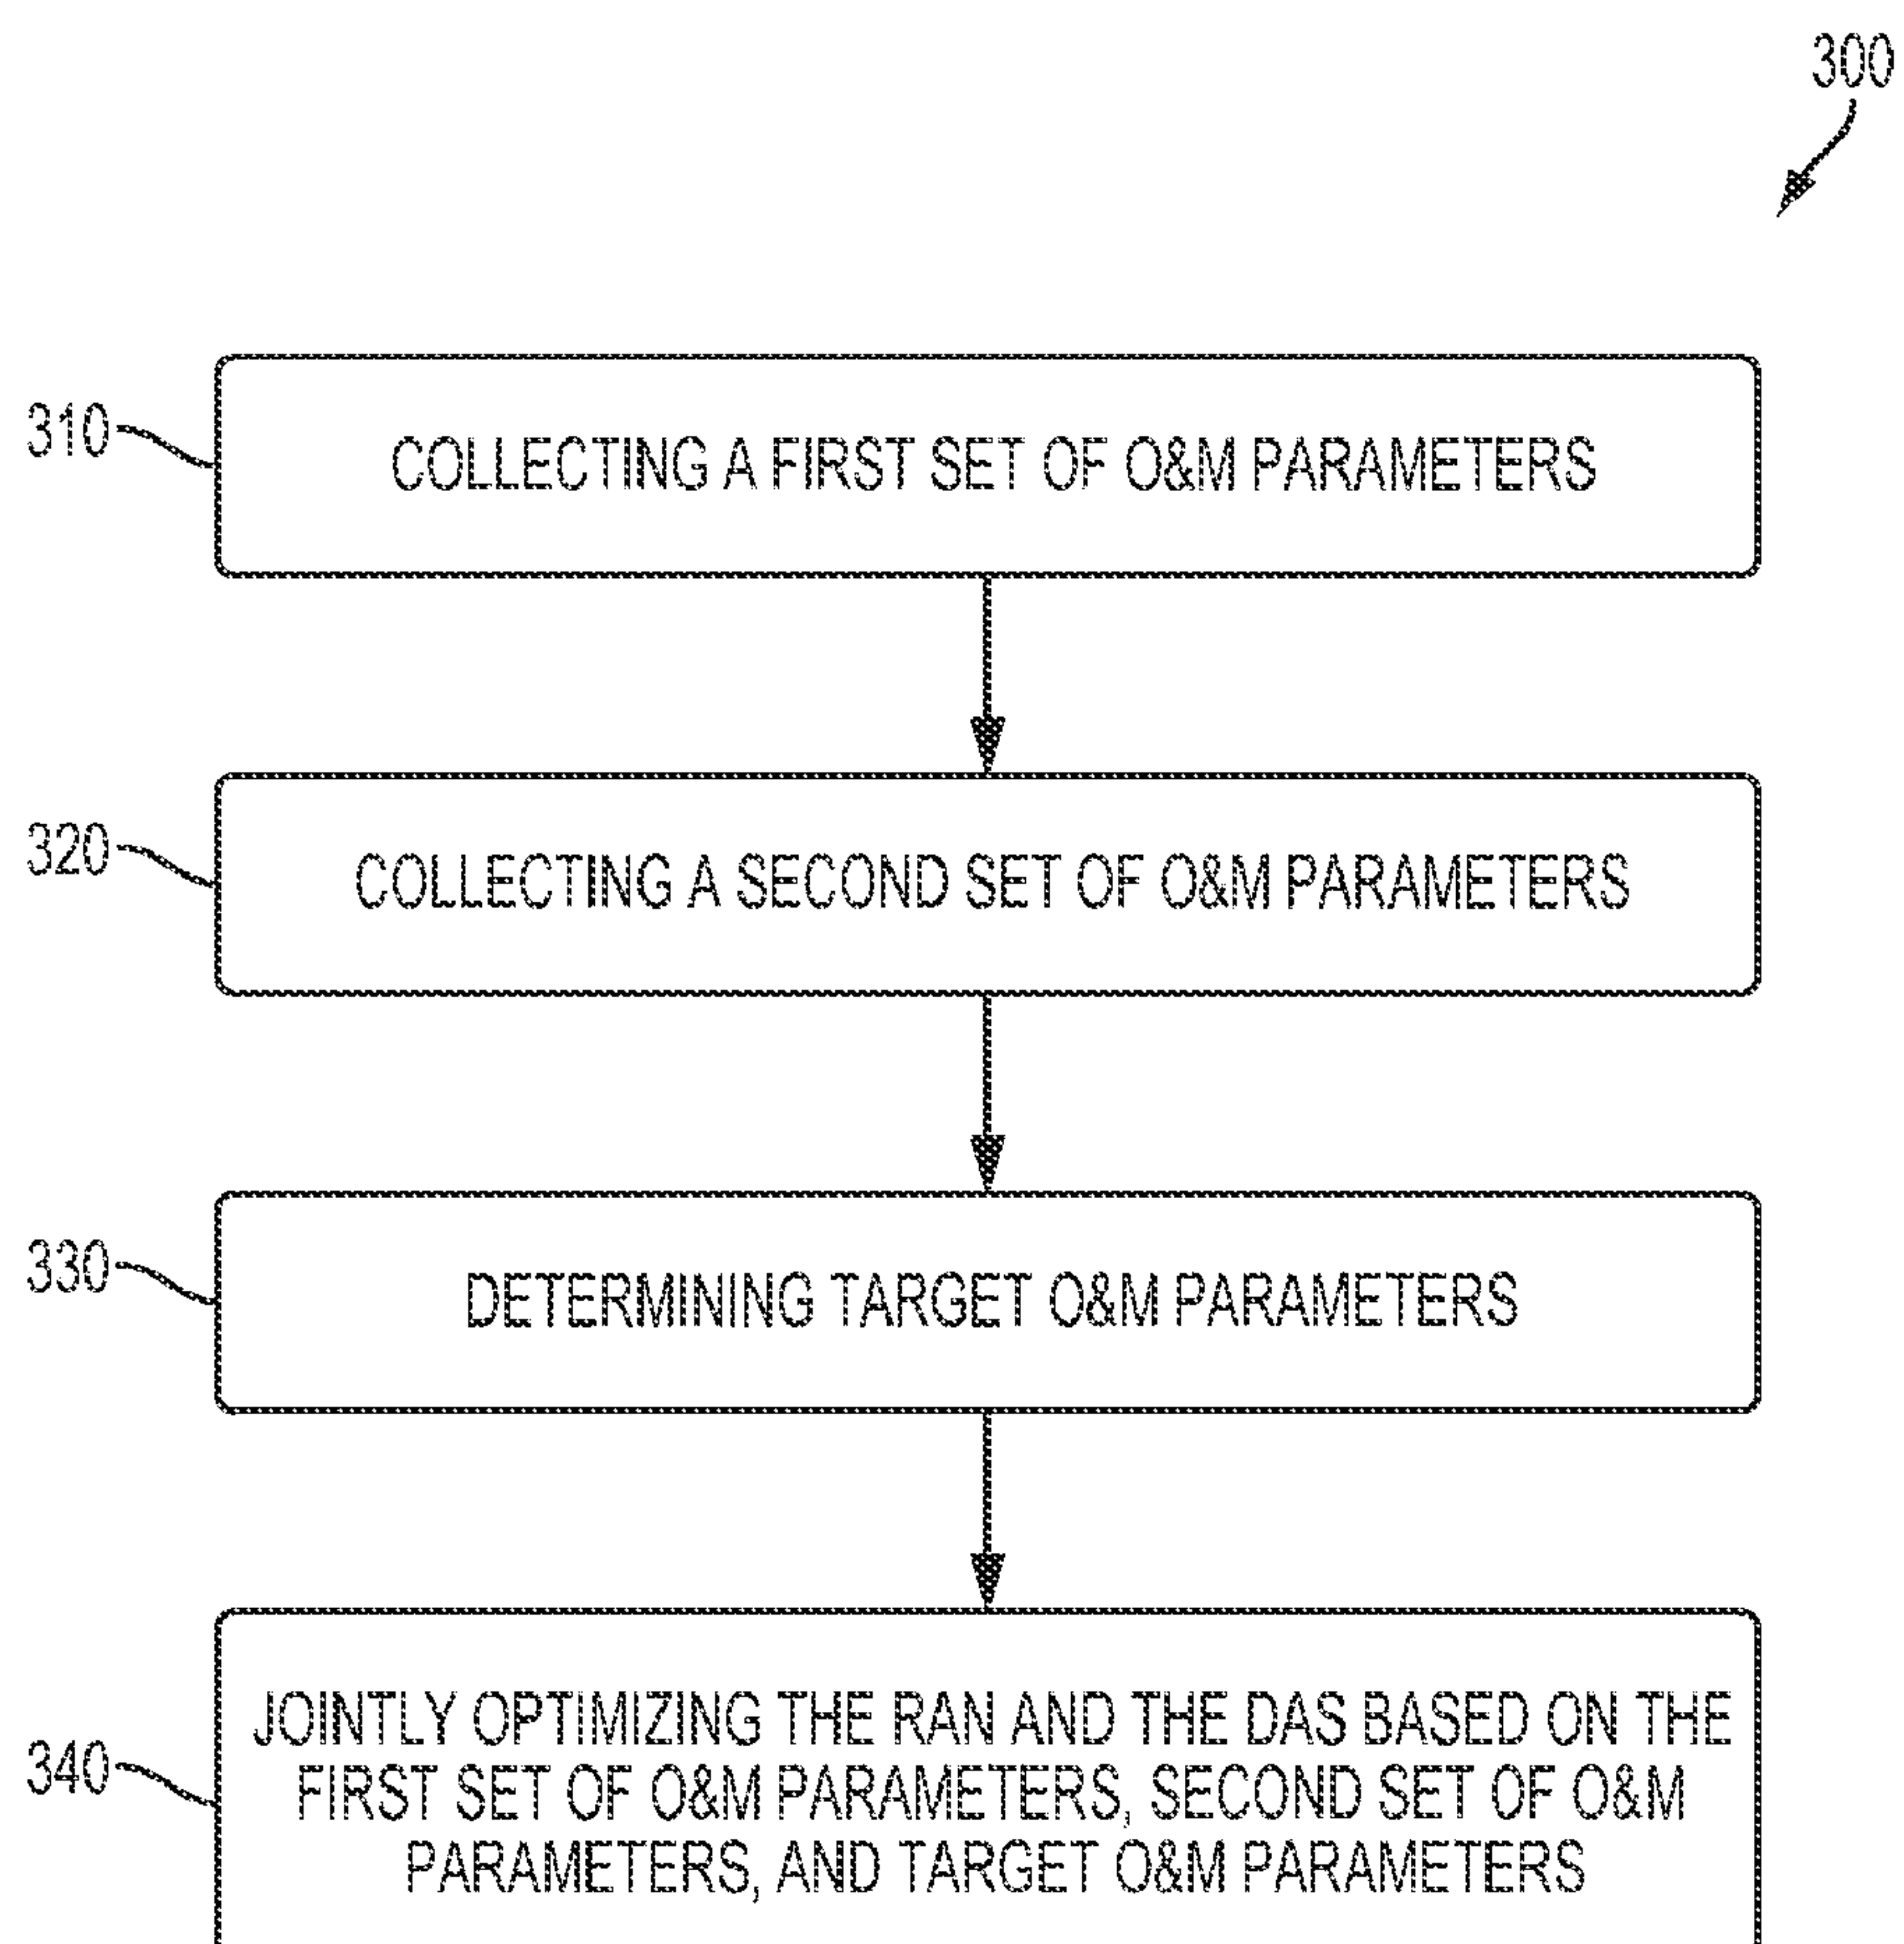 300
310
COLLECTING A FIRST SET OF O&M PARAMETERS
320
COLLECTING A SECOND SET OF O&M PARAMETERS
330
DETERMINING TARGET O&M PARAMETERS
340
JOINTLY OPTIMIZING THE RAN AND THE DAS BASED ON THE
FIRST SET OF O&M PARAMETERS, SECOND SET OF O&M
PARAMETERS, AND TARGET O&M PARAMETERS